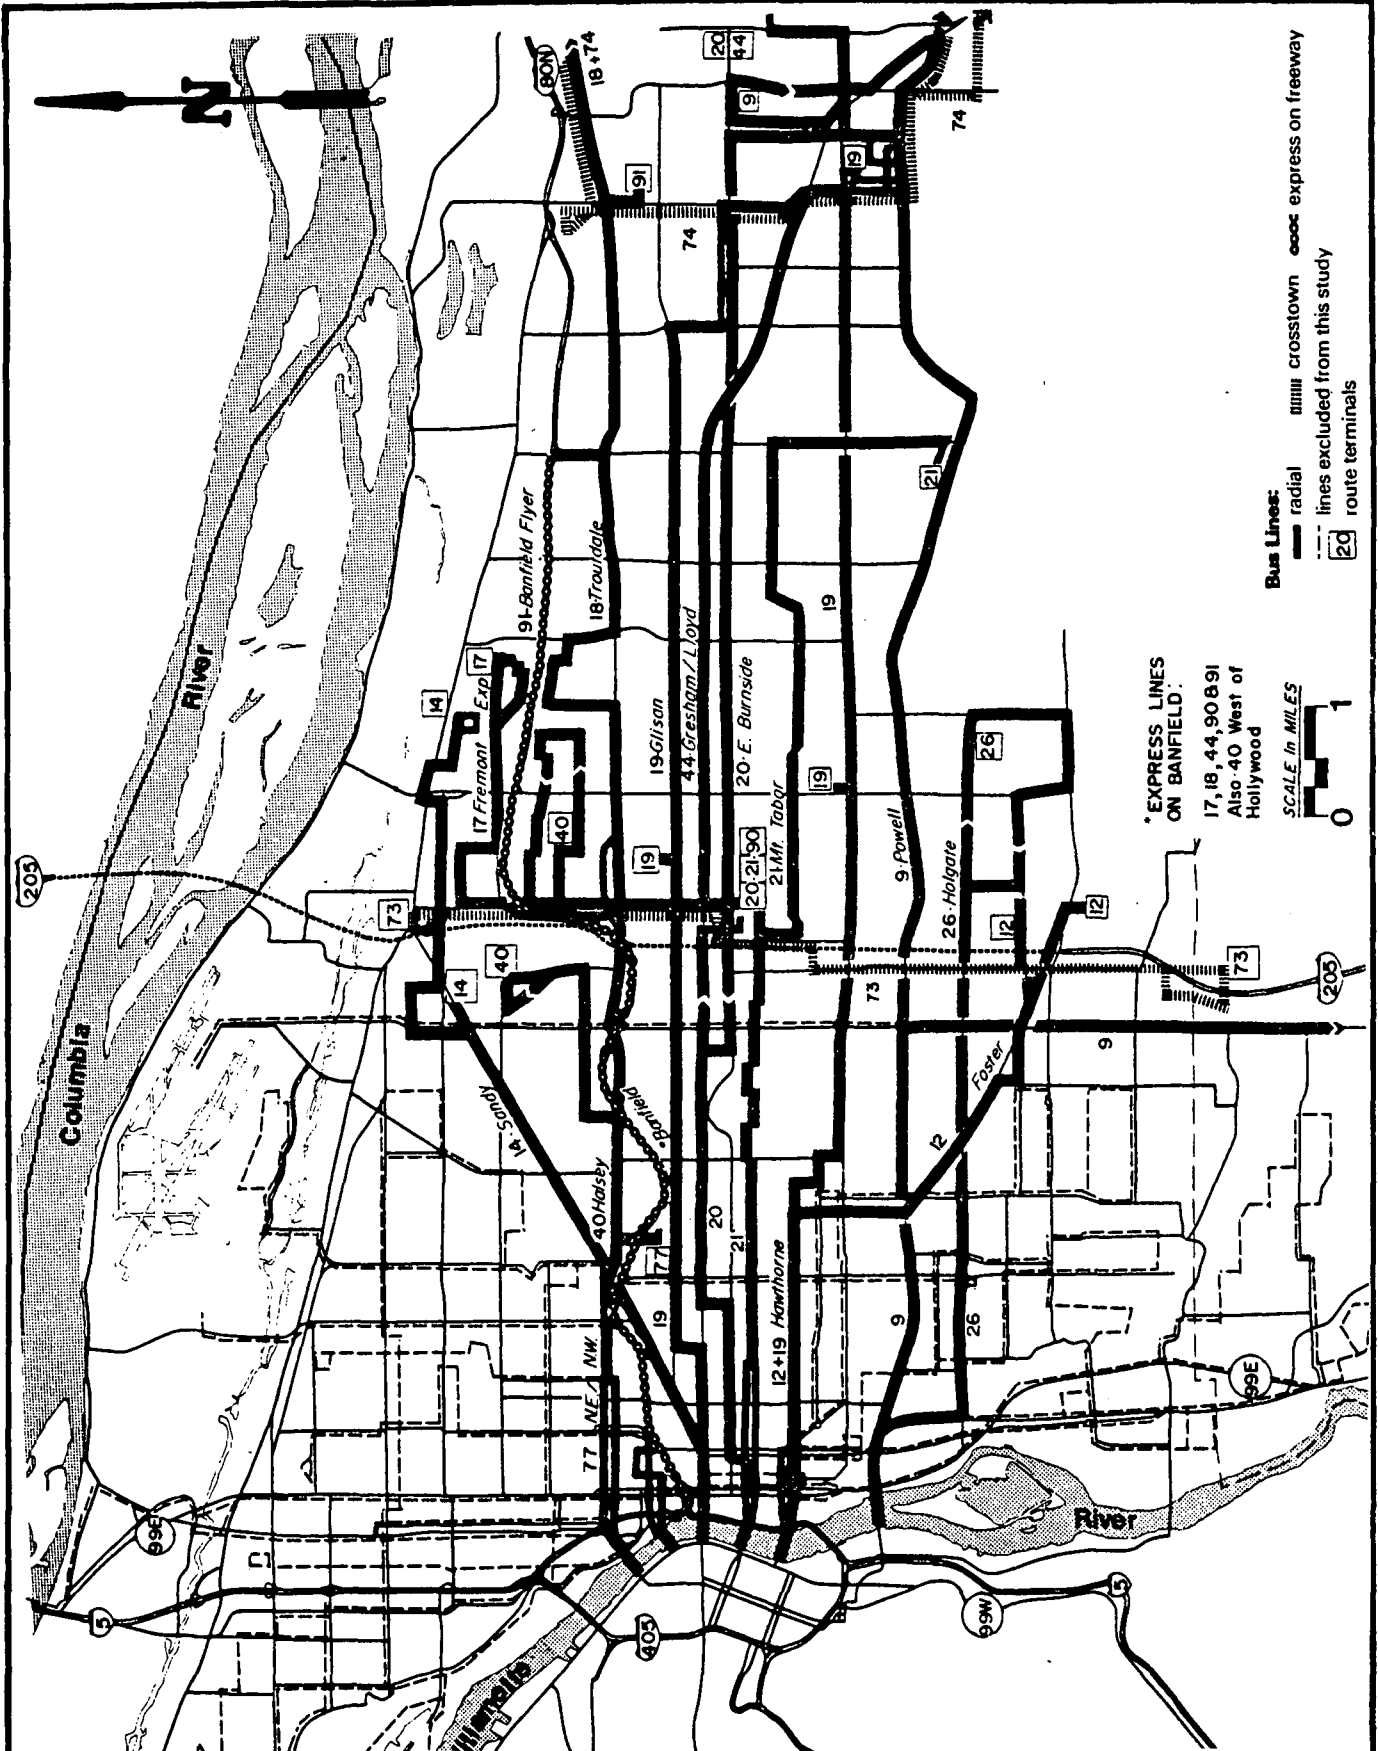 N
Columbia
River
Willamette
River
205
80N
18+74
20
44
9
74
19
91
74
91-Banfield Flyer
18-Troutdale
21
14
17 Fremont Exp
17
19-Glisan
44-Gresham / Lloyd
20-E. Burnside
19
21-Mt. Tabor
19
19
40
20-21-90
9-Powell
26-Holgate
26
12
12
73
40
14
73
73
205
14-Sandy
*Banfield
40 Halsey
77
20
21
19
12+19 Hawthorne
Foster
12
9
9
26
77 NE / NW
99E
99E
5
405
99W
5
"EXPRESS LINES
ON BANFIELD:
17,18,44,90&91
Also 40 West of
Hollywood
SCALE in MILES
0 1
Bus Lines:
radial
crosstown
express on freeway
lines excluded from this study
20 route terminals